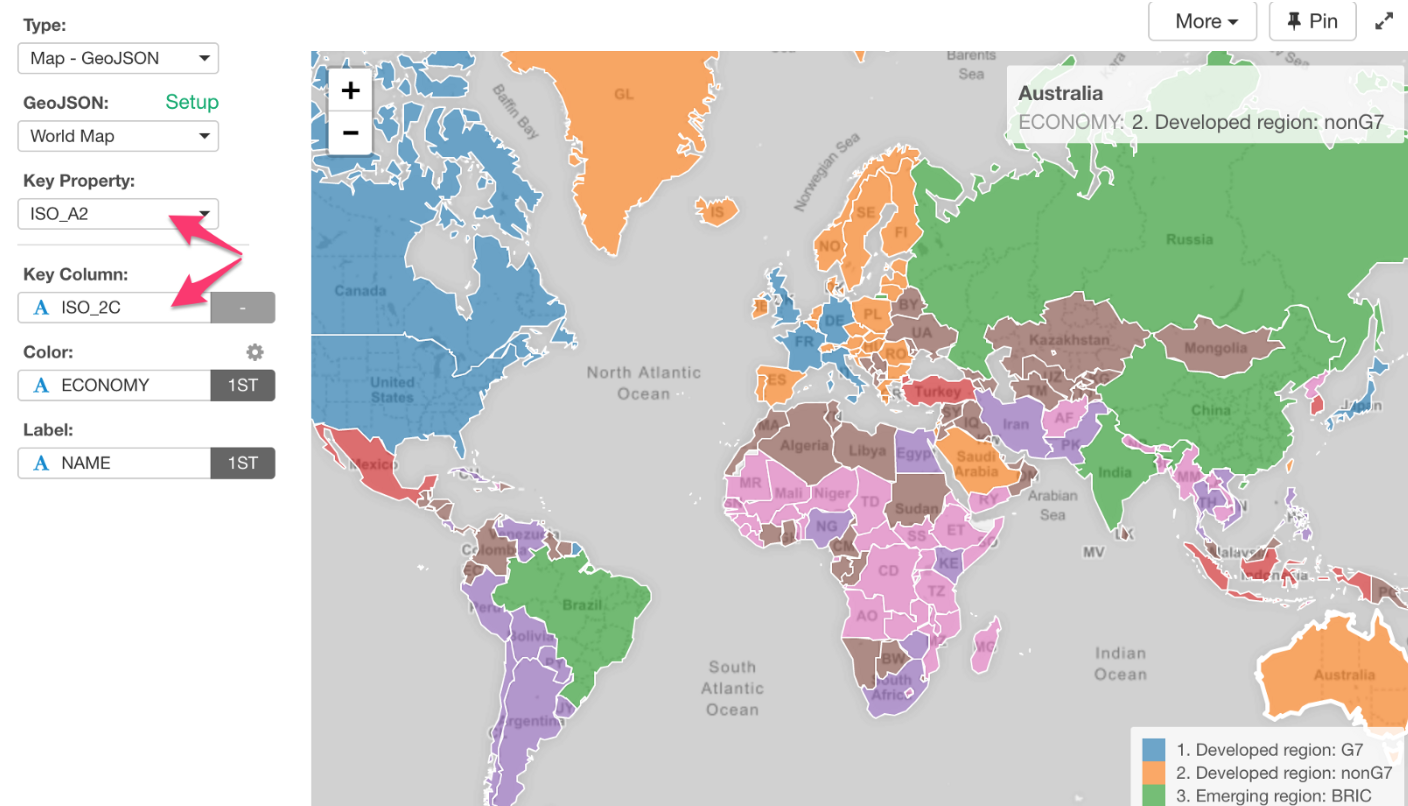 Type:
Map - GeoJSON
GeoJSON: Setup
World Map
Key Property:
ISO_A2
Key Column:
A ISO_2C -
Color:
A ECONOMY 1ST
Label:
A NAME 1ST
More Pin
+
−
Australia
ECONOMY: 2. Developed region: nonG7
Baffin Bay
GL
Barents
Sea
Norwegian Sea
IS
SE
FI
NO
Russia
Canada
BY
PL
DE
UA
FR
RO
Kazakhstan
Mongolia
North Atlantic
Ocean
United
States
ES
Turkey
UZ
TM
China
Japan
MA
Algeria
Libya
Egypt
SY
IQ
Iran
AF
PK
Mexico
Saudi
Arabia
India
MR
Mali
Niger
TD
Sudan
OM
Arabian
Sea
MM
TH
NG
SS
ET
CM
Venezuela
Colombia
MV
Malaysia
Indonesia
CD
KE
TZ
Peru
Brazil
AO
Bolivia
BW
MG
South
Atlantic
Ocean
South
Africa
Indian
Ocean
Australia
Argentina
1. Developed region: G7
2. Developed region: nonG7
3. Emerging region: BRIC